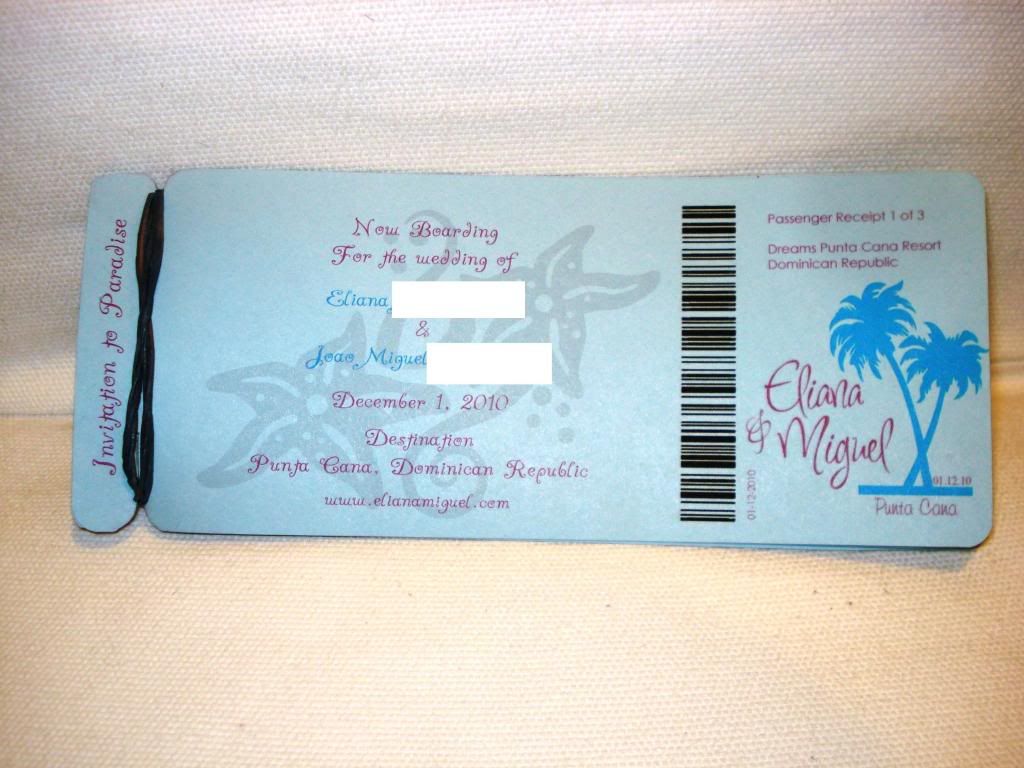 Invitation to Paradise
Now Boarding
For the wedding of
Eliana
&
Joao Miguel
December 1, 2010
Destination
Punta Cana, Dominican Republic
www.elianamiguel.com
01-12-2010
Passenger Receipt 1 of 3
Dreams Punta Cana Resort
Dominican Republic
Eliana
& Miguel
01.12.10
Punta Cana